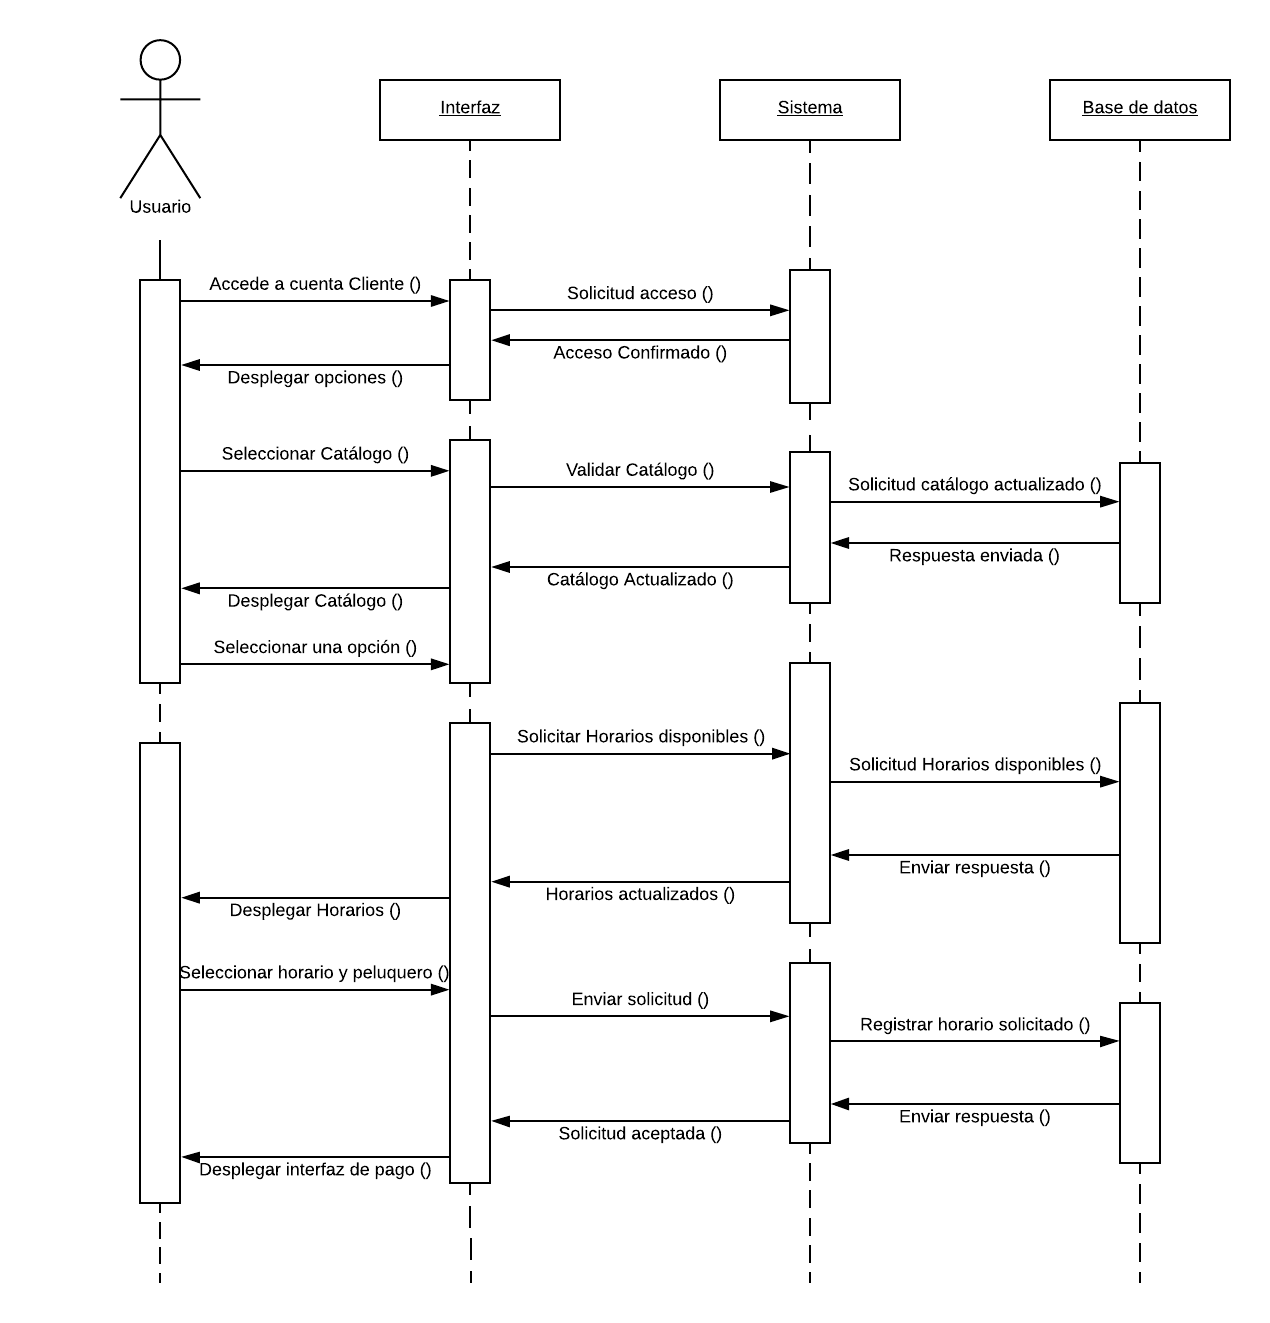 Usuario
Interfaz
Sistema
Base de datos
Accede a cuenta Cliente ()
Solicitud acceso ()
Acceso Confirmado ()
Desplegar opciones ()
Seleccionar Catálogo ()
Validar Catálogo ()
Solicitud catálogo actualizado ()
Respuesta enviada ()
Catálogo Actualizado ()
Desplegar Catálogo ()
Seleccionar una opción ()
Solicitar Horarios disponibles ()
Solicitud Horarios disponibles ()
Enviar respuesta ()
Horarios actualizados ()
Desplegar Horarios ()
Seleccionar horario y peluquero ()
Enviar solicitud ()
Registrar horario solicitado ()
Enviar respuesta ()
Solicitud aceptada ()
Desplegar interfaz de pago ()